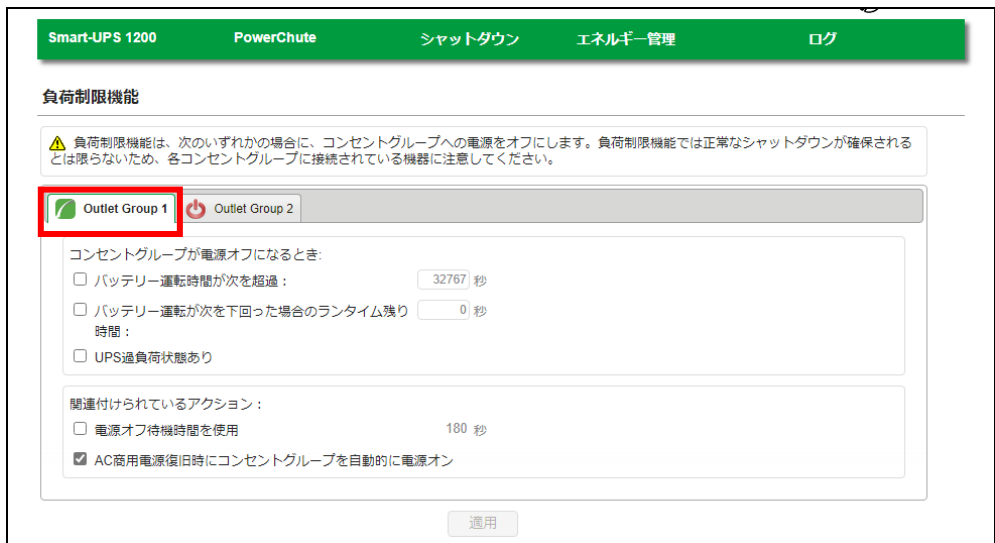 Smart-UPS 1200 PowerChute シャットダウン エネルギー管理 ログ
負荷制限機能
負荷制限機能は、次のいずれかの場合に、コンセントグループへの電源をオフにします。負荷制限機能では正常なシャットダウンが確保される
とは限らないため、各コンセントグループに接続されている機器に注意してください。
Outlet Group 1 Outlet Group 2
コンセントグループが電源オフになるとき:
バッテリー運転時間が次を超過： 32767 秒
バッテリー運転が次を下回った場合のランタイム残り 0 秒
時間：
UPS過負荷状態あり
関連付けられているアクション：
電源オフ待機時間を使用 180 秒
AC商用電源復旧時にコンセントグループを自動的に電源オン
適用